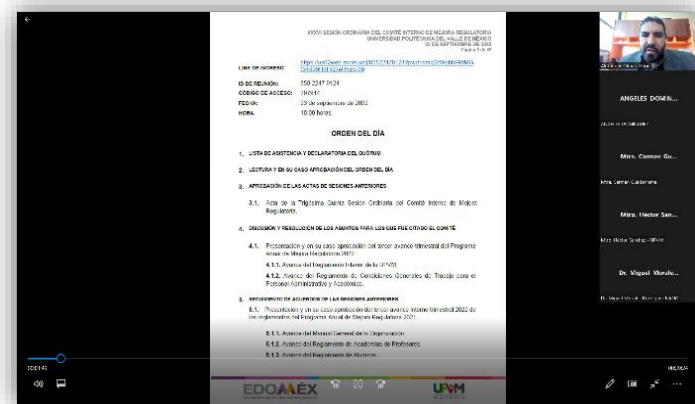 XXXVI SESIÓN ORDINARIA DEL COMITÉ INTERNO DE MEJORA REGULATORIA
UNIVERSIDAD POLITÉCNICA DEL VALLE DE MÉXICO
LINK DE INGRESO:
ID DE REUNIÓN:
CÓDIGO DE ACCESO:
FECHA: 23 de septiembre de 2022
HORA: 10:00 horas
ORDEN DEL DÍA
1. LISTA DE ASISTENCIA Y DECLARATORIA DEL QUÓRUM
2. LECTURA Y EN SU CASO APROBACIÓN DEL ORDEN DEL DÍA
3. APROBACIÓN DE LAS ACTAS DE SESIONES ANTERIORES
3.1. Acta de la Trigésima Quinta Sesión Ordinaria del Comité Interno de Mejora
Regulatoria.
4. DISCUSIÓN Y RESOLUCIÓN DE LOS ASUNTOS PARA LOS QUE FUE CITADO EL COMITÉ
4.1. Presentación y en su caso aprobación del tercer avance trimestral del Programa
Anual de Mejora Regulatoria 2022
4.1.1. Avance del Reglamento Interior de la UPVM
4.1.2. Avance del Reglamento de Condiciones Generales de Trabajo para el
Personal Administrativo y Académico.
5. SEGUIMIENTO DE ACUERDOS DE LAS SESIONES ANTERIORES
5.1. Presentación y en su caso aprobación del tercer avance interno trimestral 2022 de
los reglamentos del Programa Anual de Mejora Regulatoria 2021
5.1.1. Avance del Manual General de la Organización
5.1.2. Avance del Reglamento de Academias de Profesores
5.1.3. Avance del Reglamento de Alumnos
EDOMÉX
UPVM
ANGELES DOMIN...
Mtra. Carmen Gu...
Mtro. Hector San...
Dr. Miguel Morale...